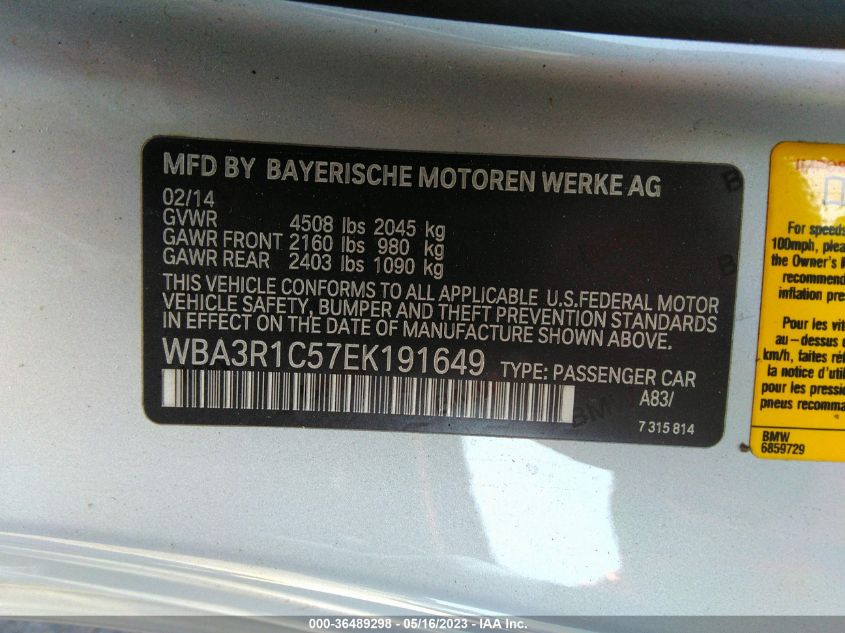 MFD BY BAYERISCHE MOTOREN WERKE AG
02/14
GVWR 4508 lbs 2045 kg
GAWR FRONT 2160 lbs 980 kg
GAWR REAR 2403 lbs 1090 kg
THIS VEHICLE CONFORMS TO ALL APPLICABLE U.S.FEDERAL MOTOR
VEHICLE SAFETY, BUMPER AND THEFT PREVENTION STANDARDS
IN EFFECT ON THE DATE OF MANUFACTURE SHOWN ABOVE.
WBA3R1C57EK191649 TYPE: PASSENGER CAR
A83/
7 315 814
For speeds
100mph, plea
the Owner's
recommend
inflation pre
Pour les vit
au-dessus d
km/h, faites
la notice d'util
pour les pressio
pneus recomma
BMW
6859729
000-36489298 - 05/16/2023 - IAA Inc.